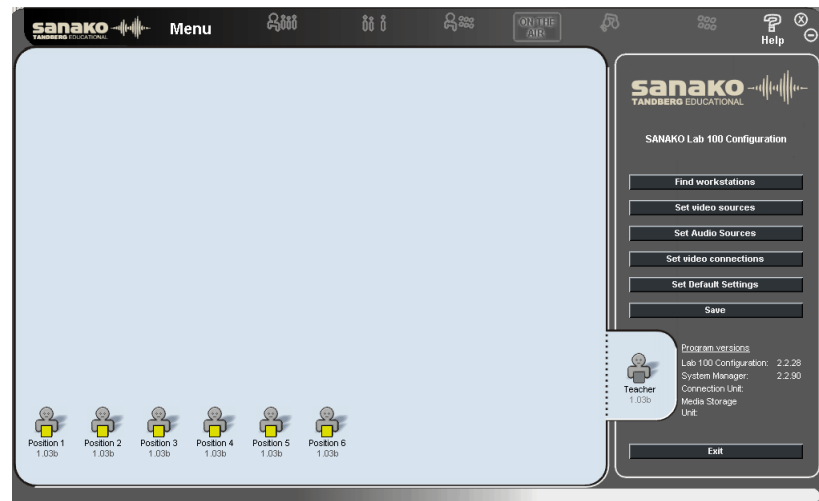 sanako
TANDBERG EDUCATIONAL
Menu
ON THE
AIR
Help
sanako
TANDBERG EDUCATIONAL
SANAKO Lab 100 Configuration
Find workstations
Set video sources
Set Audio Sources
Set video connections
Set Default Settings
Save
Program versions
Lab 100 Configuration: 2.2.28
System Manager: 2.2.90
Connection Unit:
Media Storage
Unit:
Teacher
1.03b
Position 1
1.03b
Position 2
1.03b
Position 3
1.03b
Position 4
1.03b
Position 5
1.03b
Position 6
1.03b
Exit